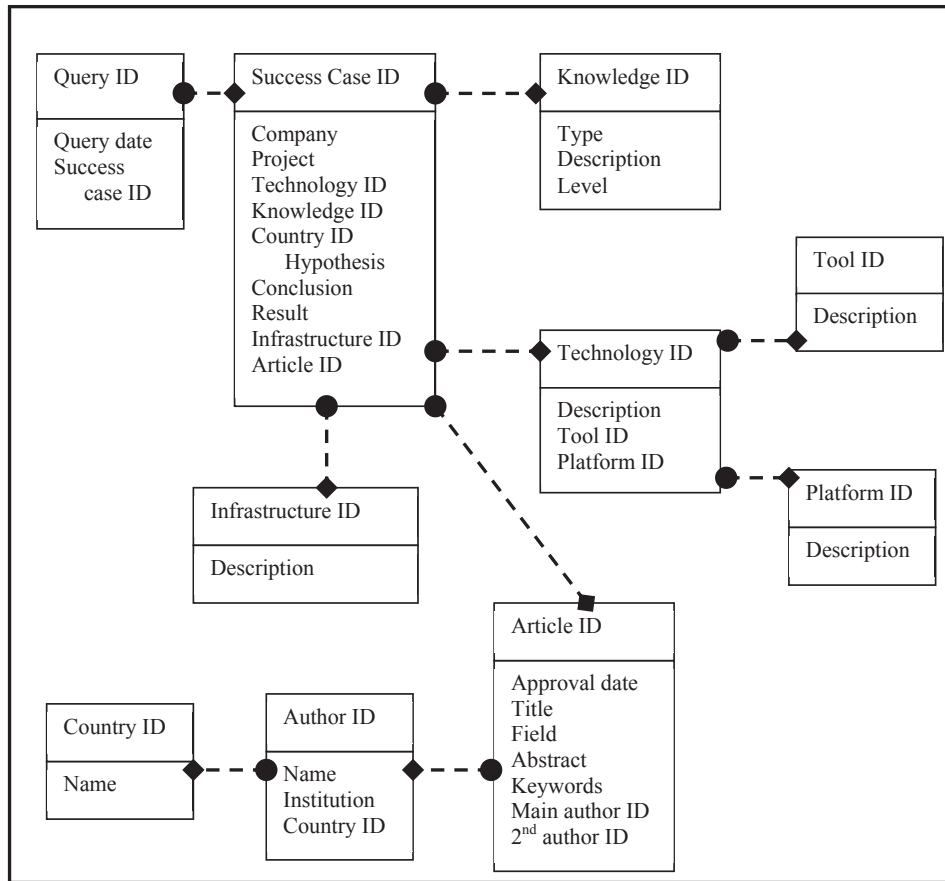 Query ID
Query date
Success
case ID
Success Case ID
Company
Project
Technology ID
Knowledge ID
Country ID
Hypothesis
Conclusion
Result
Infrastructure ID
Article ID
Knowledge ID
Type
Description
Level
Tool ID
Description
Technology ID
Description
Tool ID
Platform ID
Platform ID
Description
Infrastructure ID
Description
Article ID
Approval date
Title
Field
Abstract
Keywords
Main author ID
2nd author ID
Country ID
Name
Author ID
Name
Institution
Country ID